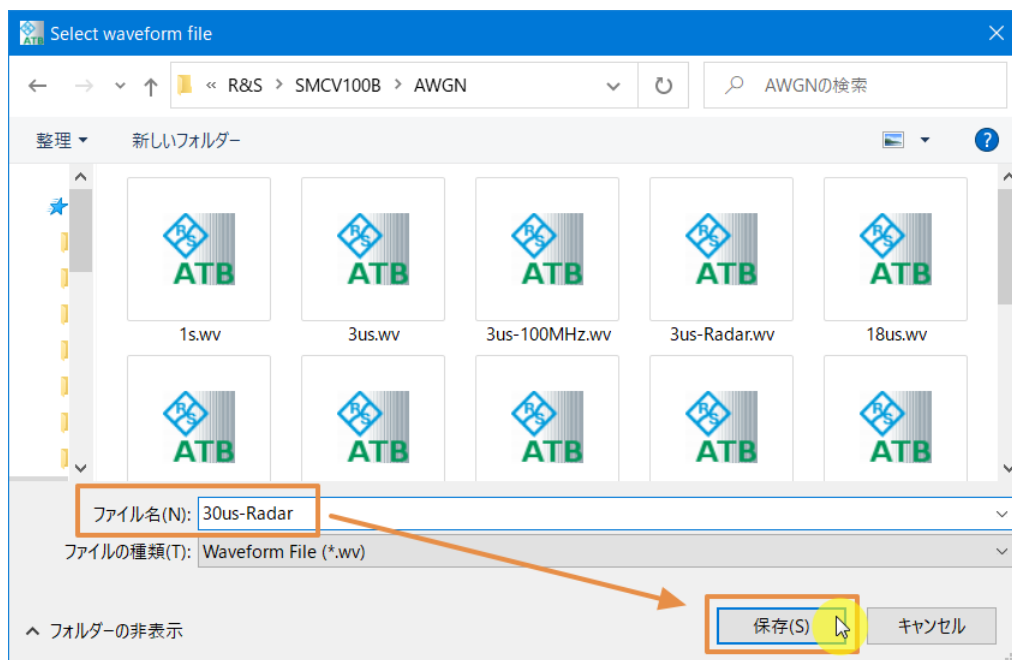 Select waveform file
« R&S > SMCV100B > AWGN
AWGNの検索
整理
新しいフォルダー
?
R S ATB
R S ATB
R S ATB
R S ATB
R S ATB
1s.wv
3us.wv
3us-100MHz.wv
3us-Radar.wv
18us.wv
R S ATB
R S ATB
R S ATB
R S ATB
R S ATB
ファイル名(N): 30us-Radar
ファイルの種類(T): Waveform File (*.wv)
フォルダーの非表示
保存(S)
キャンセル